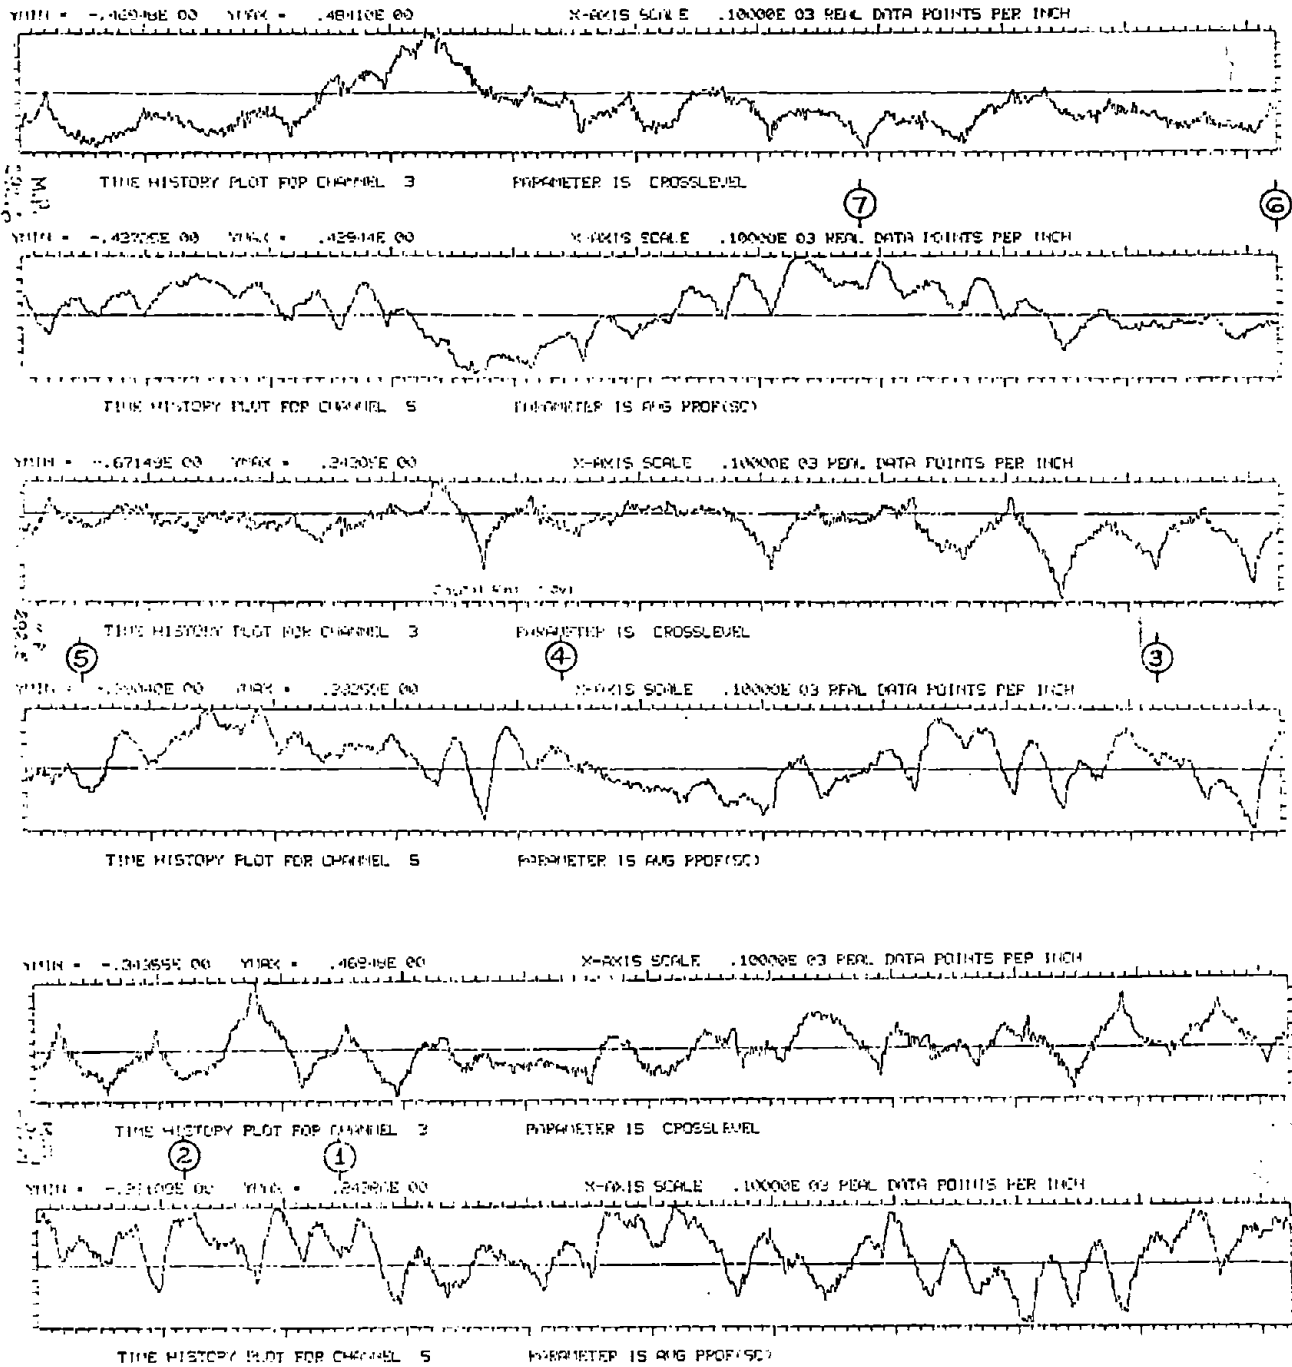 YMIN = -.46948E 00 YMAX = .48410E 00 X-AXIS SCALE .10000E 03 REAL DATA POINTS PER INCH
TIME HISTORY PLOT FOR CHANNEL 3 PARAMETER IS CROSSLEVEL
M.P.
7 6
YMIN = YMAX = .42944E 00 X-AXIS SCALE .10000E 03 REAL DATA POINTS PER INCH
TIME HISTORY PLOT FOR CHANNEL 5 PARAMETER IS AVG PROF(SC)
YMIN = -.67149E 00 YMAX = X-AXIS SCALE .10000E 03 REAL DATA POINTS PER INCH
TIME HISTORY PLOT FOR CHANNEL 3 PARAMETER IS CROSSLEVEL
5 4 3
YMIN = YMAX = X-AXIS SCALE .10000E 03 REAL DATA POINTS PER INCH
TIME HISTORY PLOT FOR CHANNEL 5 PARAMETER IS AVG PROF(SC)
YMIN = YMAX = .46948E 00 X-AXIS SCALE .10000E 03 REAL DATA POINTS PER INCH
TIME HISTORY PLOT FOR CHANNEL 3 PARAMETER IS CROSSLEVEL
2 1
YMIN = YMAX = X-AXIS SCALE .10000E 03 REAL DATA POINTS PER INCH
TIME HISTORY PLOT FOR CHANNEL 5 PARAMETER IS AVG PROF(SC)